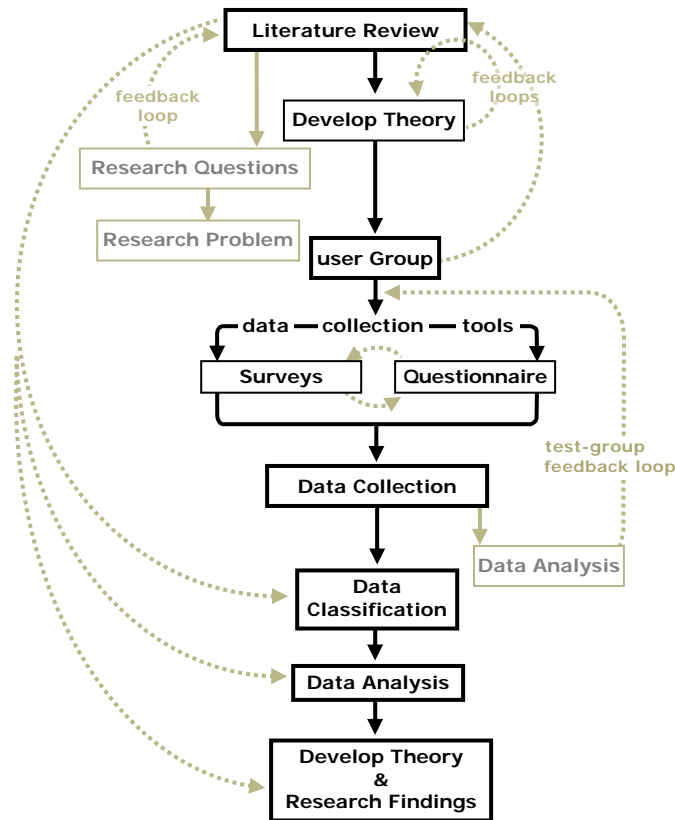 Literature Review
feedback
loop
feedback
loops
Develop Theory
Research Questions
Research Problem
user Group
data collection tools
Surveys
Questionnaire
test-group
feedback loop
Data Collection
Data Analysis
Data
Classification
Data Analysis
Develop Theory
&
Research Findings